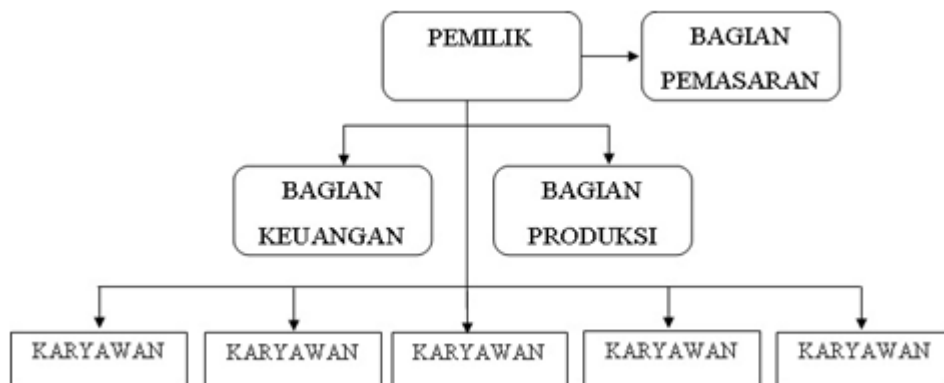 PEMILIK
BAGIAN
PEMASARAN
BAGIAN
KEUANGAN
BAGIAN
PRODUKSI
KARYAWAN
KARYAWAN
KARYAWAN
KARYAWAN
KARYAWAN